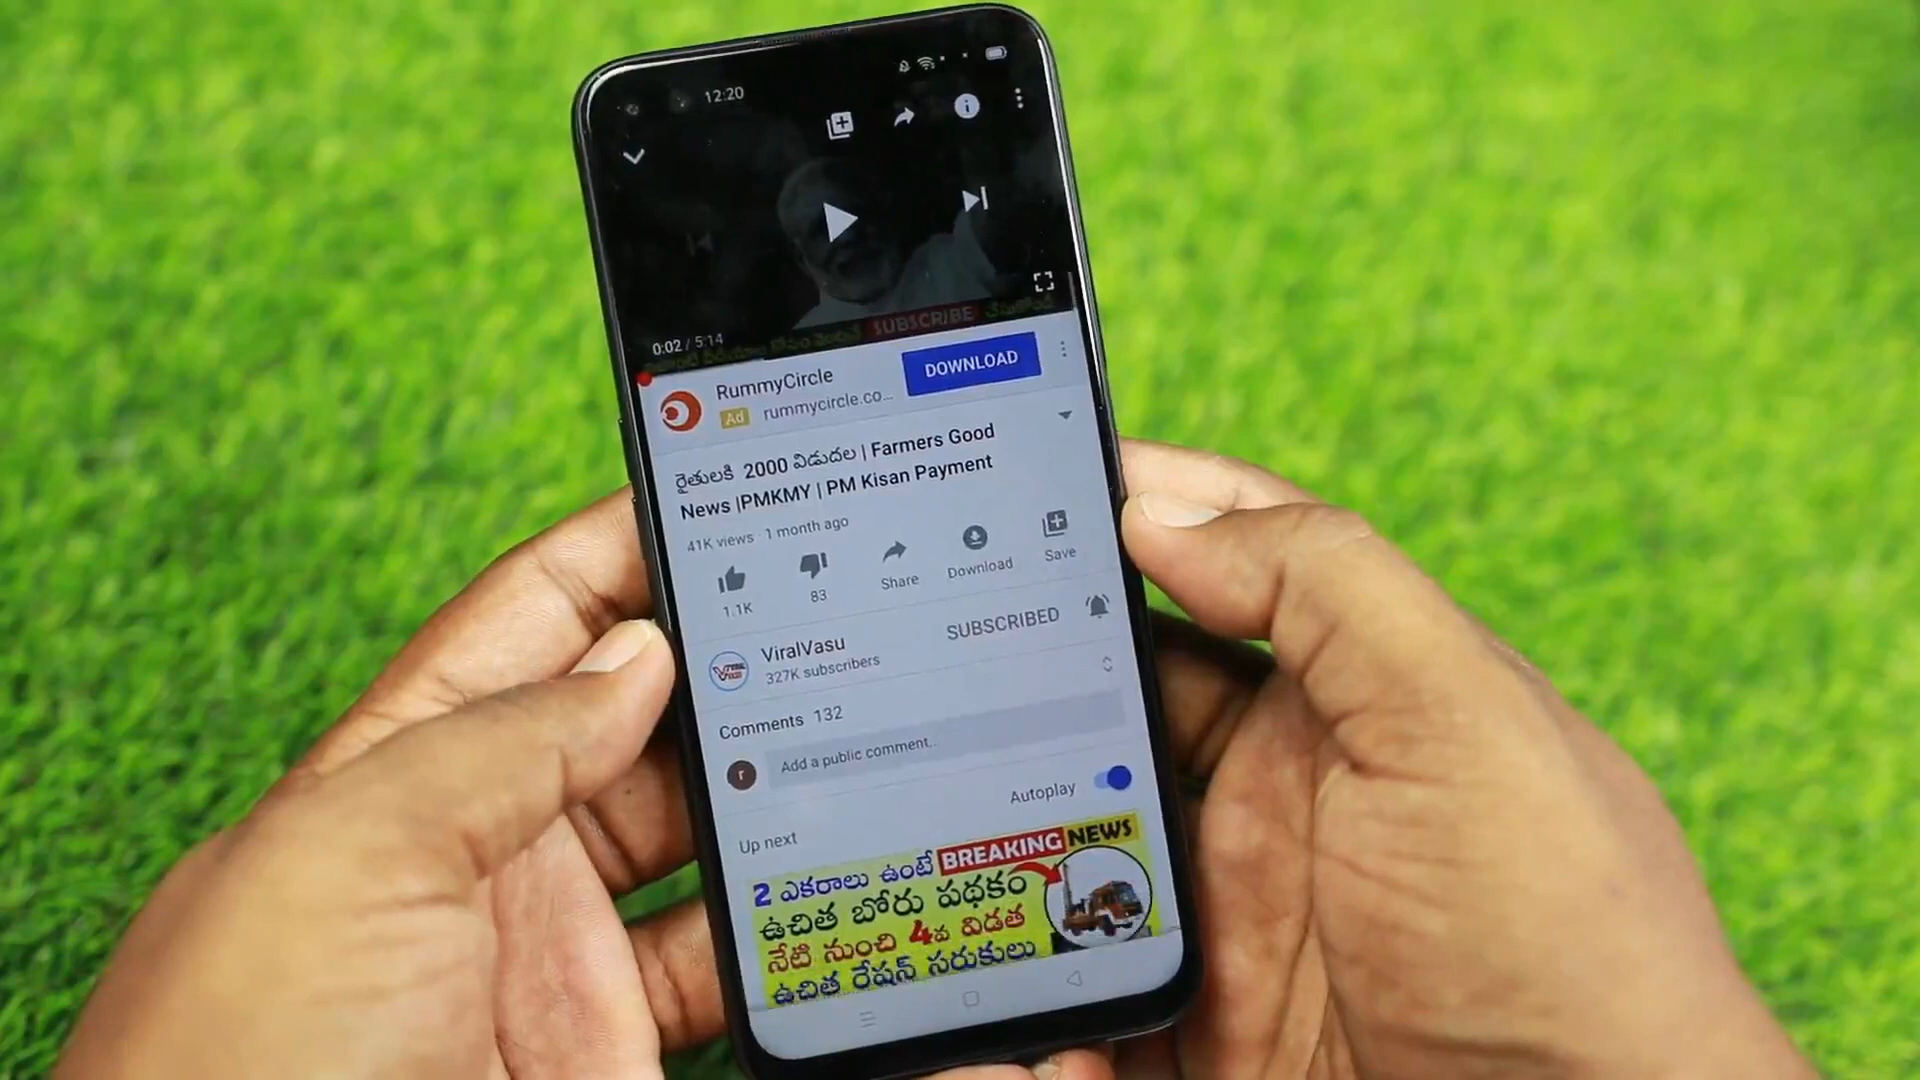 12:20
0:02 / 5:14
SUBSCRIBE
RummyCircle
Ad rummycircle.co...
DOWNLOAD
రైతులకి 2000 విడుదల | Farmers Good
News |PMKMY | PM Kisan Payment
41K views · 1 month ago
1.1K
83
Share
Download
Save
ViralVasu
327K subscribers
SUBSCRIBED
Comments 132
r
Add a public comment..
Autoplay
Up next
2 ఎకరాలు ఉంటే BREAKING NEWS
ఉచిత బోరు పథకం
నేటి నుంచి 4వ విడత
ఉచిత రేషన్ సరుకులు